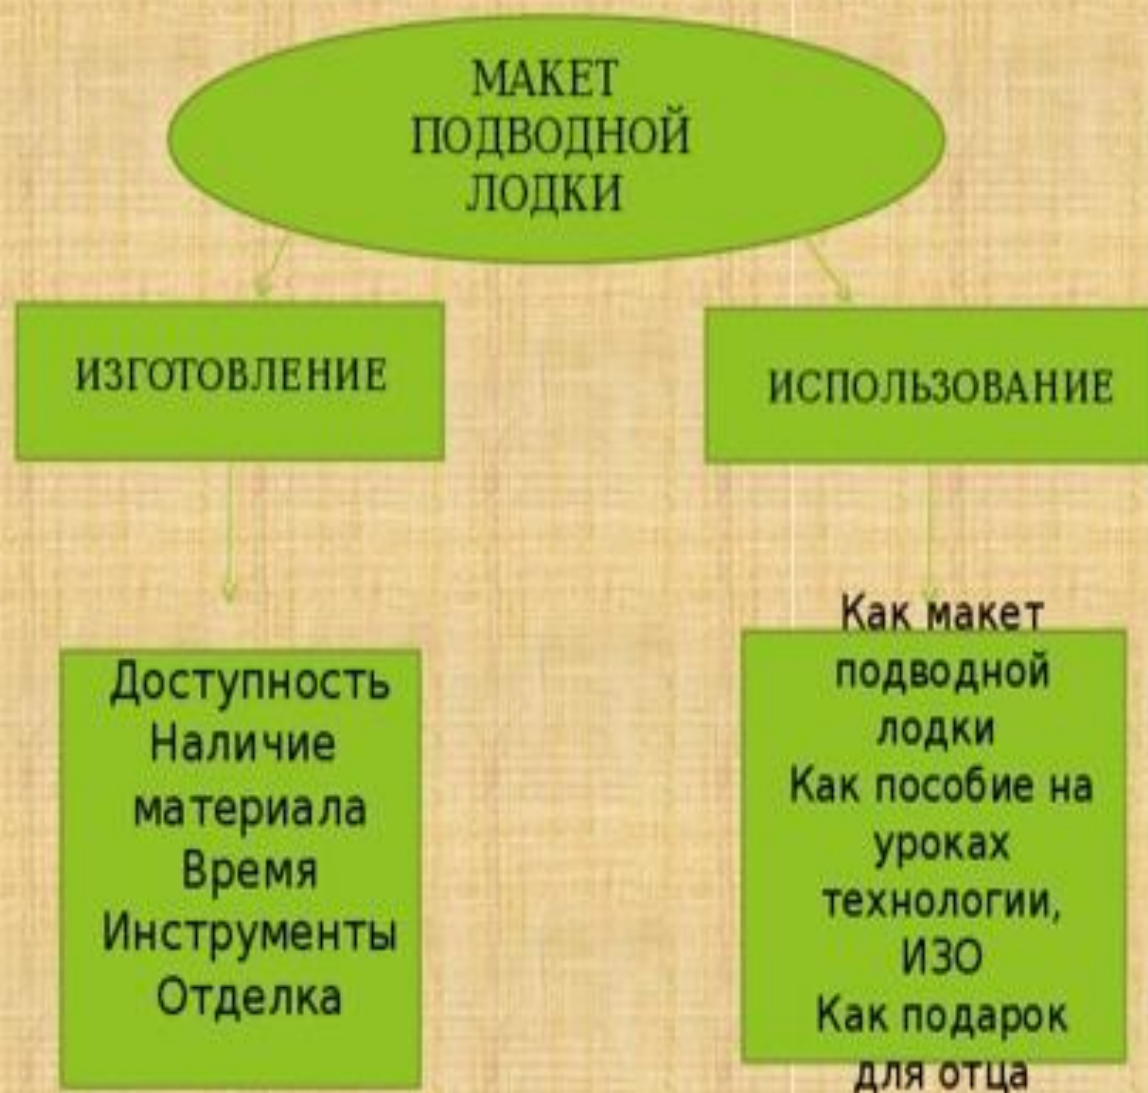 МАКЕТ
ПОДВОДНОЙ
ЛОДКИ
ИЗГОТОВЛЕНИЕ
ИСПОЛЬЗОВАНИЕ
Доступность
Наличие
материала
Время
Инструменты
Отделка
Как макет
подводной
лодки
Как пособие на
уроках
технологии,
ИЗО
Как подарок
для отца